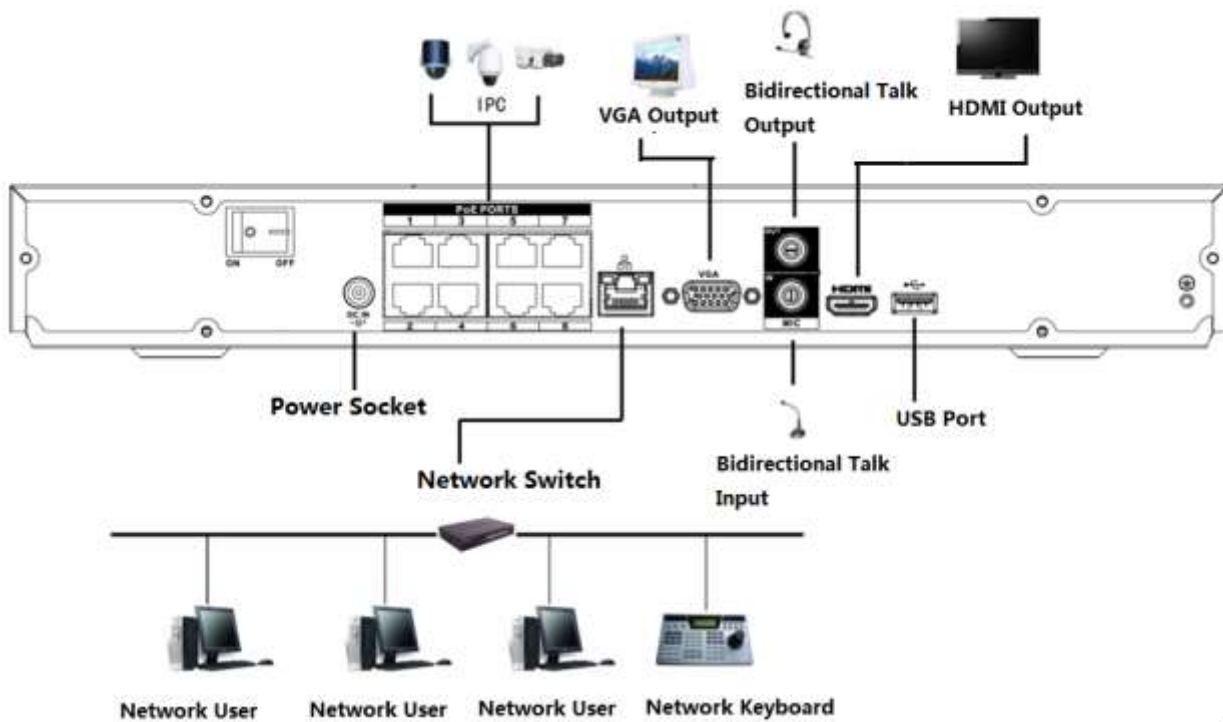 IPC
VGA Output
Bidirectional Talk
Output
HDMI Output
PoE PORTS
1 3 5 7
ON OFF
VGA
OUT
IN
HDMI
DC IN
2 4 6 8
MIC
Power Socket
USB Port
Network Switch
Bidirectional Talk
Input
Network User
Network User
Network User
Network Keyboard